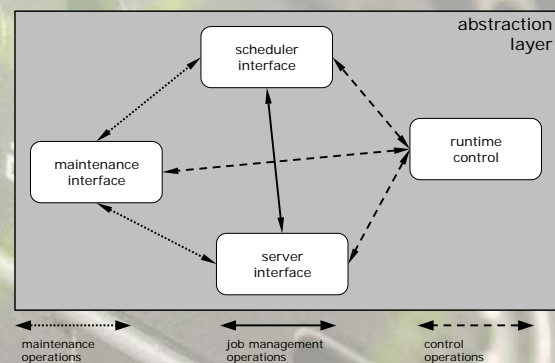 abstraction
layer
scheduler
interface
runtime
control
maintenance
interface
server
interface
maintenance
operations
job management
operations
control
operations